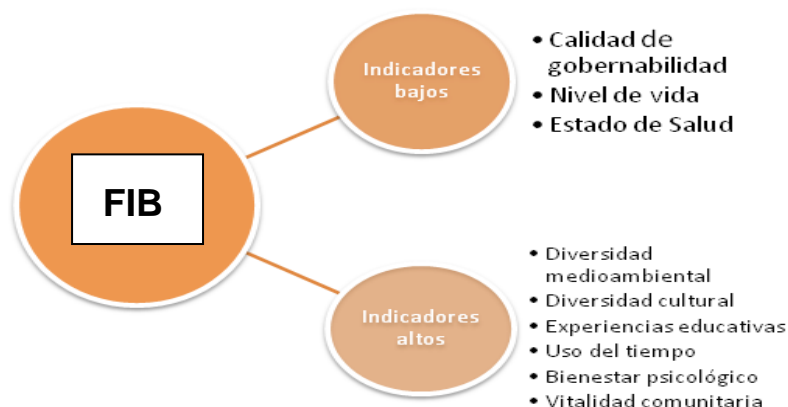 FIB
Indicadores
bajos
• Calidad de
gobernabilidad
• Nivel de vida
• Estado de Salud
Indicadores
altos
• Diversidad
medioambiental
• Diversidad cultural
• Experiencias educativas
• Uso del tiempo
• Bienestar psicológico
• Vitalidad comunitaria